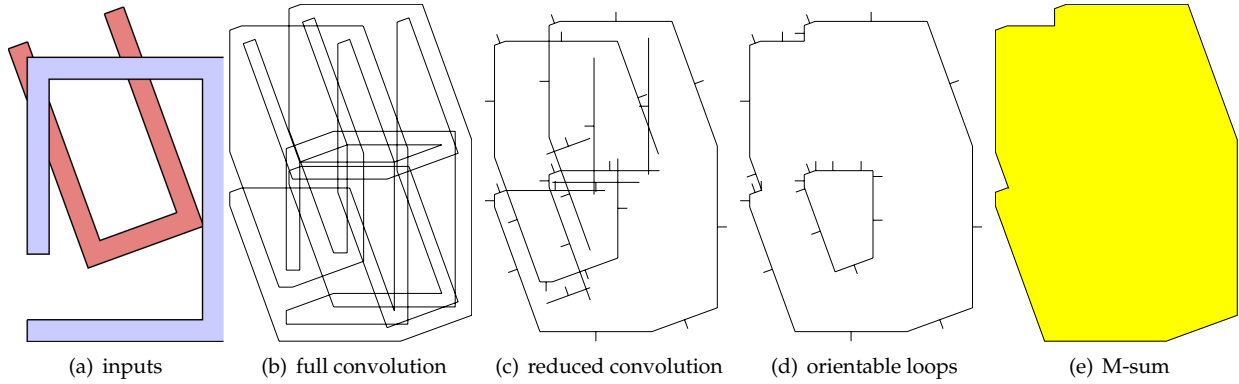 (a) inputs
(b) full convolution
(c) reduced convolution
(d) orientable loops
(e) M-sum